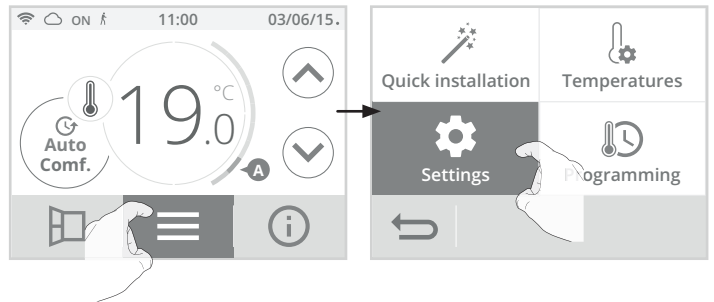 ON 11:00 03/06/15.
19.0 °C
Auto
Comf.
A
i
Quick installation
Temperatures
Settings
Programming